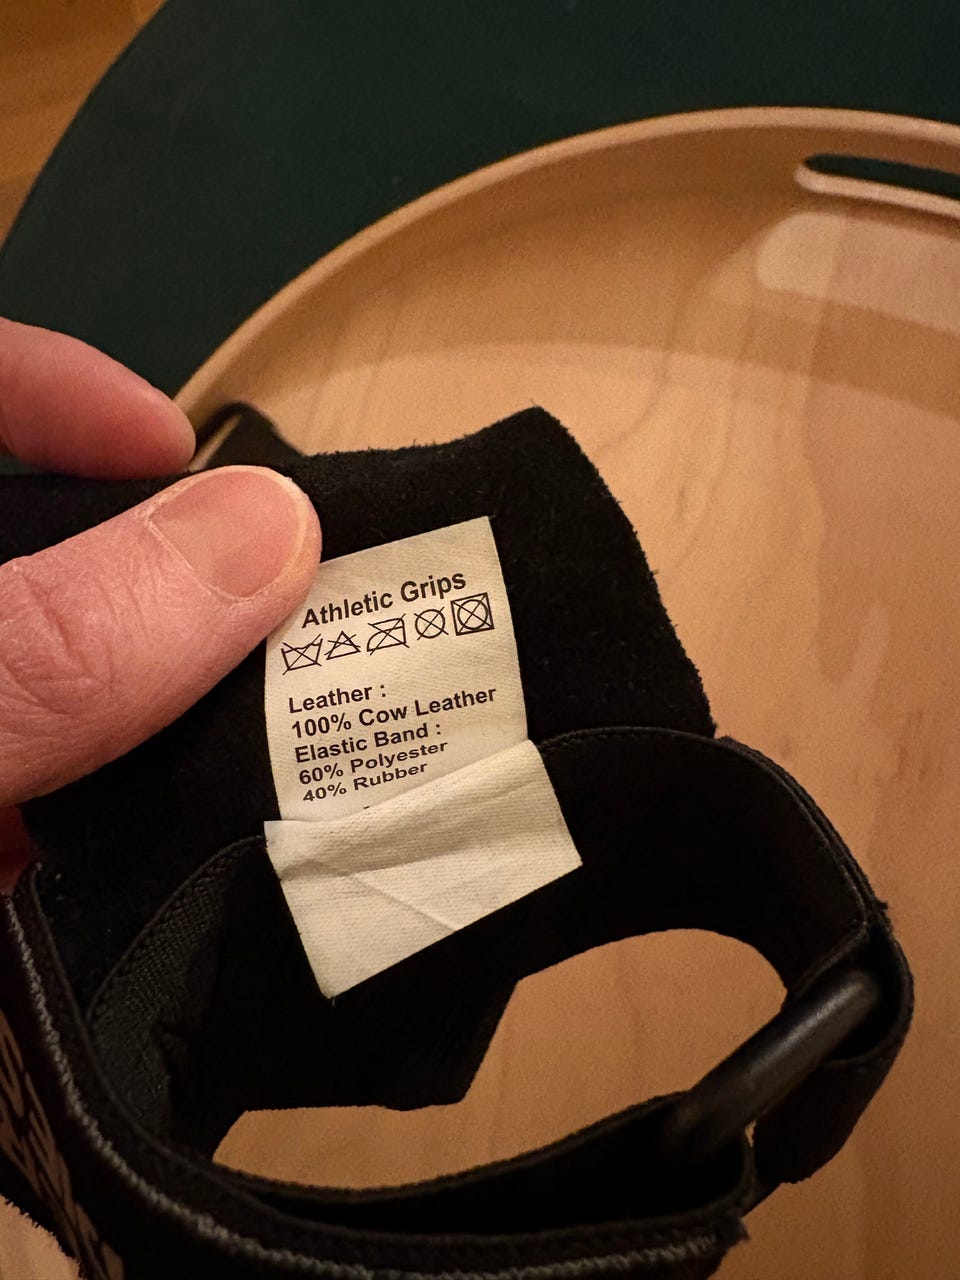 Athletic Grips
Leather :
100% Cow Leather
Elastic Band :
60% Polyester
40% Rubber